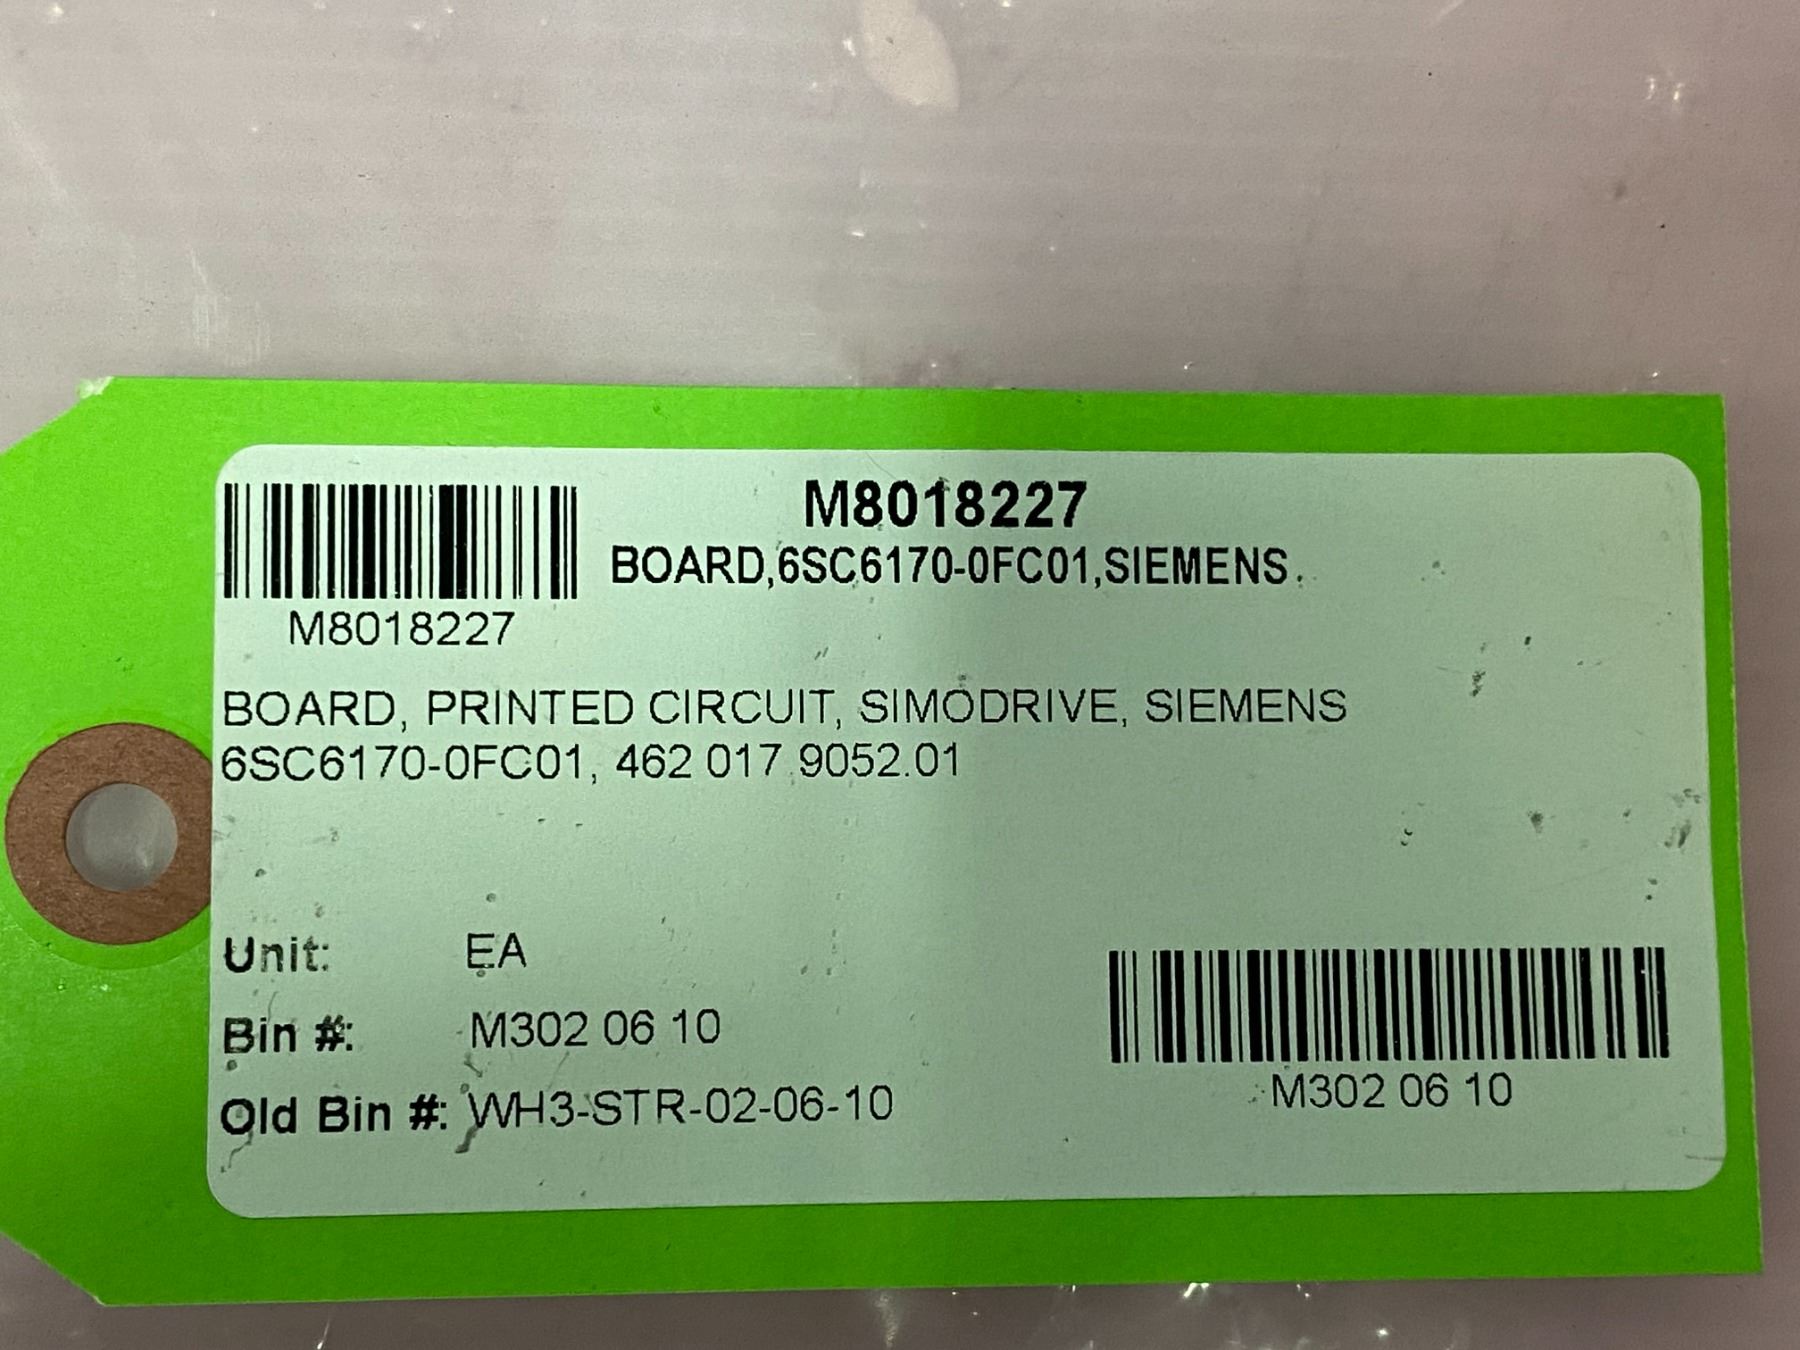 M8018227
BOARD,6SC6170-0FC01,SIEMENS
M8018227
BOARD, PRINTED CIRCUIT, SIMODRIVE, SIEMENS
6SC6170-0FC01, 462 017 9052.01
Unit: EA
Bin #: M302 06 10
Old Bin #: WH3-STR-02-06-10
M302 06 10